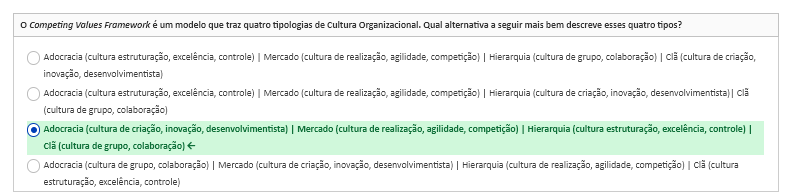 O Competing Values Framework é um modelo que traz quatro tipologias de Cultura Organizacional. Qual alternativa a seguir mais bem descreve esses quatro tipos?
Adocracia (cultura estruturação, excelência, controle) | Mercado (cultura de realização, agilidade, competição) | Hierarquia (cultura de grupo, colaboração) | Clã (cultura de criação,
inovação, desenvolvimentista)
Adocracia (cultura estruturação, excelência, controle) | Mercado (cultura de realização, agilidade, competição) | Hierarquia (cultura de criação, inovação, desenvolvimentista)| Clã
(cultura de grupo, colaboração)
Adocracia (cultura de criação, inovação, desenvolvimentista) | Mercado (cultura de realização, agilidade, competição) | Hierarquia (cultura estruturação, excelência, controle) |
Clã (cultura de grupo, colaboração) ←
Adocracia (cultura de grupo, colaboração) | Mercado (cultura de criação, inovação, desenvolvimentista) | Hierarquia (cultura de realização, agilidade, competição) | Clã (cultura
estruturação, excelência, controle)